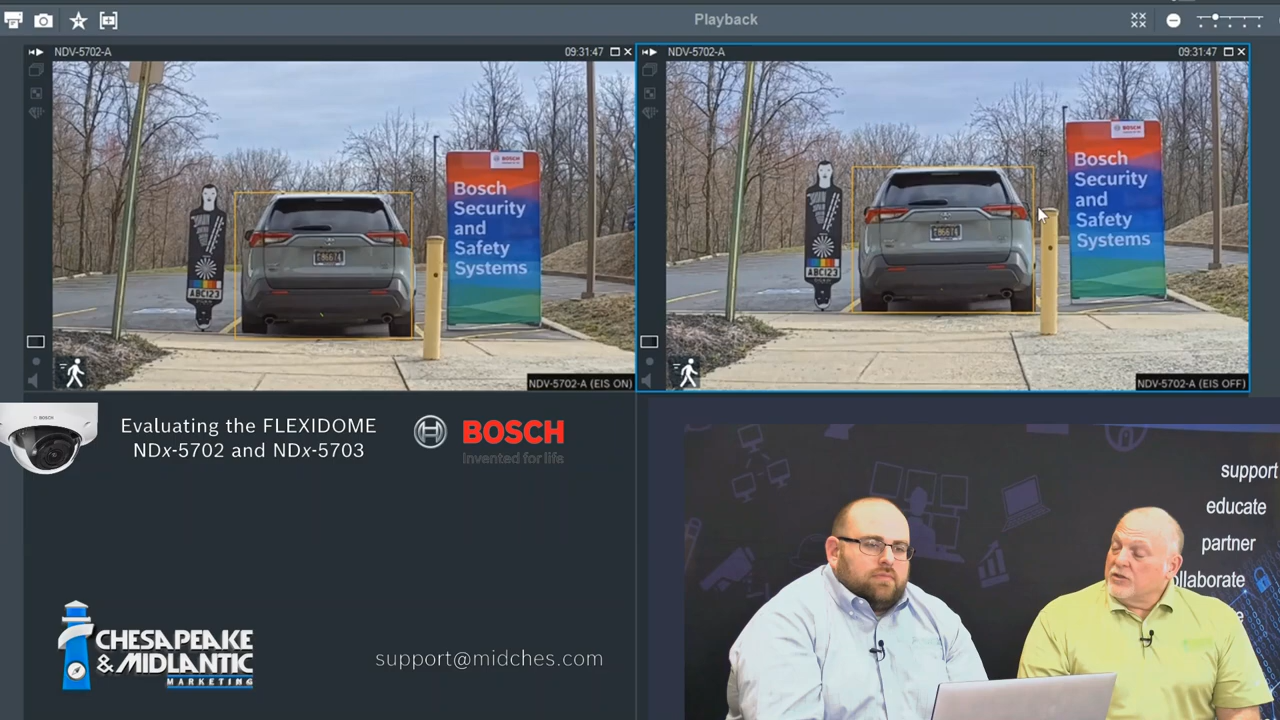 Playback
NDV-5702-A
09:31:47
NDV-5702-A
09:31:47
Bosch
Security
and
Safety
Systems
ABC123
NDV-5702-A (EIS ON)
BOSCH
Bosch
Security
and
Safety
Systems
ABC123
NDV-5702-A (EIS OFF)
Evaluating the FLEXIDOME
NDx-5702 and NDx-5703
BOSCH
Invented for life
CHESAPEAKE
& MIDLANTIC
MARKETING
support@midches.com
support
educate
partner
ollaborate